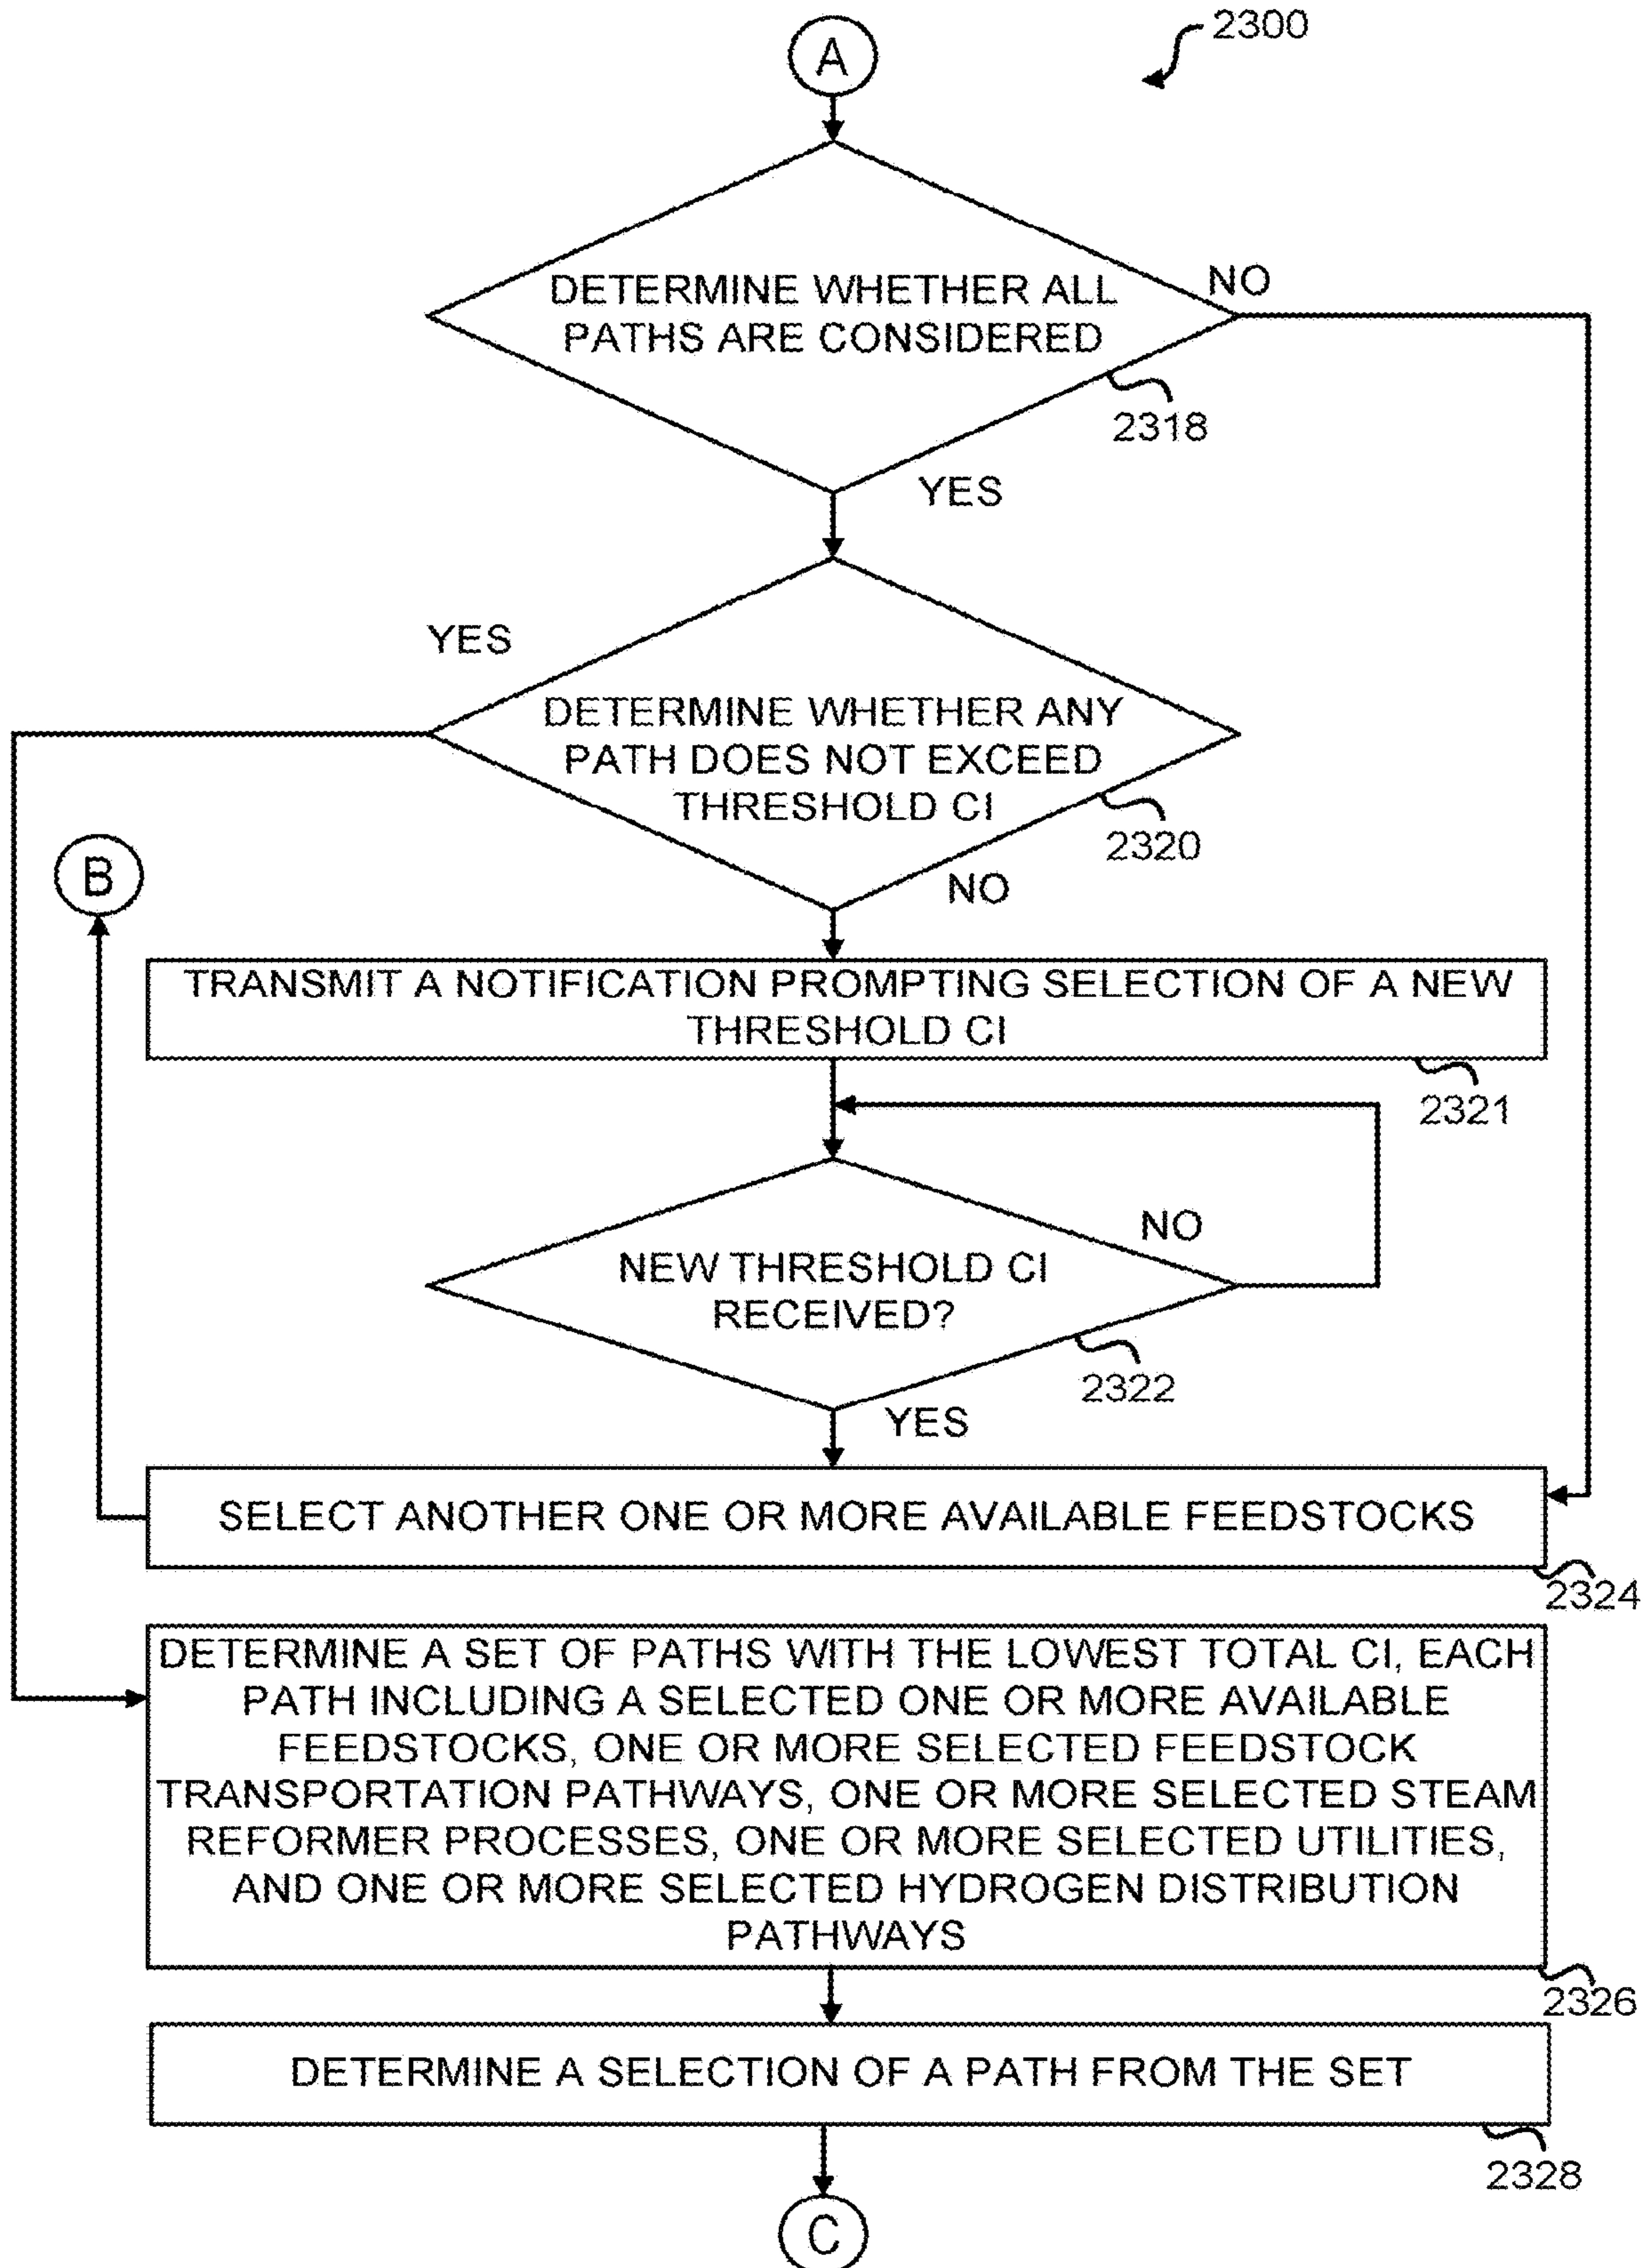 2300
A
DETERMINE WHETHER ALL
PATHS ARE CONSIDERED
NO
2318
YES
YES
DETERMINE WHETHER ANY
PATH DOES NOT EXCEED
THRESHOLD CI
2320
B
NO
TRANSMIT A NOTIFICATION PROMPTING SELECTION OF A NEW
THRESHOLD CI
2321
NO
NEW THRESHOLD CI
RECEIVED?
2322
YES
SELECT ANOTHER ONE OR MORE AVAILABLE FEEDSTOCKS
2324
DETERMINE A SET OF PATHS WITH THE LOWEST TOTAL CI, EACH
PATH INCLUDING A SELECTED ONE OR MORE AVAILABLE
FEEDSTOCKS, ONE OR MORE SELECTED FEEDSTOCK
TRANSPORTATION PATHWAYS, ONE OR MORE SELECTED STEAM
REFORMER PROCESSES, ONE OR MORE SELECTED UTILITIES,
AND ONE OR MORE SELECTED HYDROGEN DISTRIBUTION
PATHWAYS
2326
DETERMINE A SELECTION OF A PATH FROM THE SET
2328
C